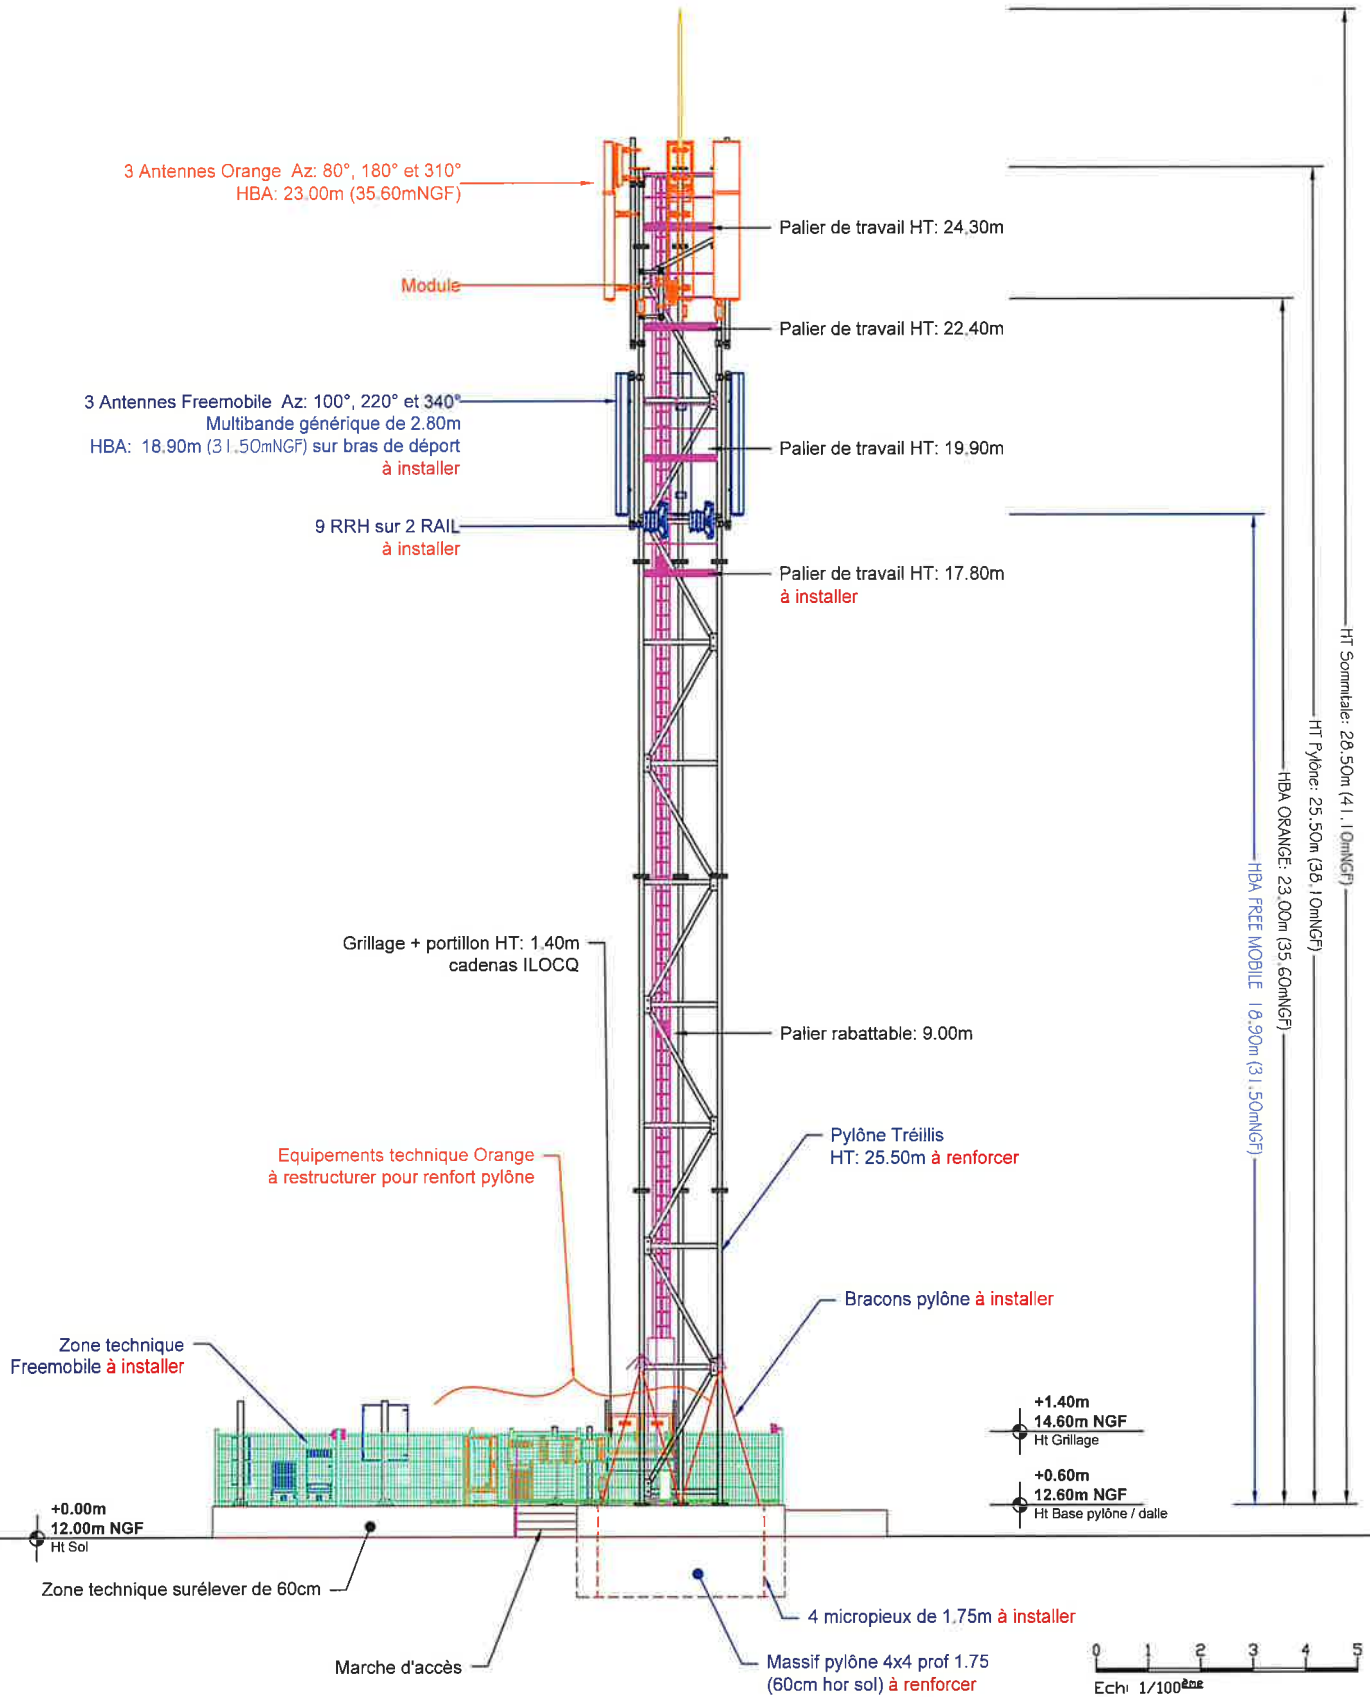 3 Antennes Orange Az: 80°, 180° et 310°
HBA: 23.00m (35.60mNGF)
Palier de travail HT: 24.30m
Module
Palier de travail HT: 22.40m
3 Antennes Freemobile Az: 100°, 220° et 340°
Multibande générique de 2.80m
HBA: 18.90m (31.50mNGF) sur bras de déport
à installer
Palier de travail HT: 19.90m
9 RRH sur 2 RAIL
à installer
Palier de travail HT: 17.80m
à installer
HT Sommitale: 28.50m (41.10mNGF)
HT Pylône: 25.50m (38.10mNGF)
HBA ORANGE: 23.00m (35.60mNGF)
HBA FREE MOBILE 18.90m (31.50mNGF)
Grillage + portillon HT: 1.40m
cadenas ILOCQ
Palier rabattable: 9.00m
Pylône Tréillis
HT: 25.50m à renforcer
Equipements technique Orange
à restructurer pour renfort pylône
Bracons pylône à installer
Zone technique
Freemobile à installer
+1.40m
14.60m NGF
Ht Grillage
+0.60m
12.60m NGF
Ht Base pylône / dalle
+0.00m
12.00m NGF
Ht Sol
Zone technique surélever de 60cm
4 micropieux de 1.75m à installer
Marche d'accès
Massif pylône 4x4 prof 1.75
(60cm hor sol) à renforcer
0 1 2 3 4 5
Ech: 1/100ème